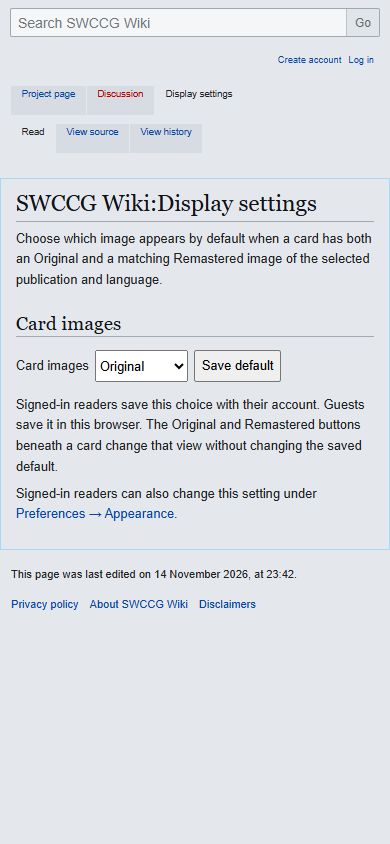 Search SWCCG Wiki
Go
Create account Log in
Project page Discussion Display settings
Read View source View history
SWCCG Wiki:Display settings
Choose which image appears by default when a card has both
an Original and a matching Remastered image of the selected
publication and language.
Card images
Card images Original Save default
Signed-in readers save this choice with their account. Guests
save it in this browser. The Original and Remastered buttons
beneath a card change that view without changing the saved
default.
Signed-in readers can also change this setting under
Preferences → Appearance.
This page was last edited on 14 November 2026, at 23:42.
Privacy policy About SWCCG Wiki Disclaimers